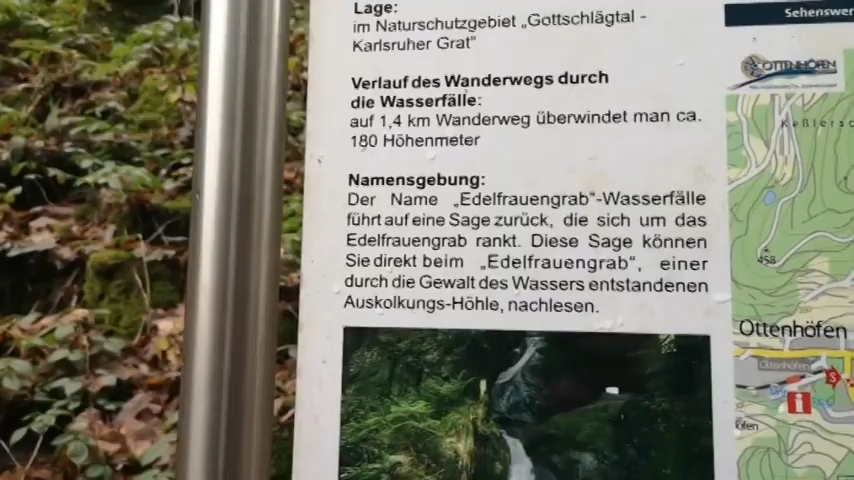 Lage:
im Naturschutzgebiet „Gottschlägtal -
Karlsruher Grat"
Verlauf des Wanderwegs durch
die Wasserfälle:
auf 1,4 km Wanderweg überwindet man ca.
180 Höhenmeter
Namensgebung:
Der Name „Edelfrauengrab"-Wasserfälle
führt auf eine Sage zurück, die sich um das
Edelfrauengrab rankt. Diese Sage können
Sie direkt beim „Edelfrauengrab", einer
durch die Gewalt des Wassers entstandenen
Auskolkungs-Höhle, nachlesen.
OTTENHÖFEN
458
Ottenhöfen
Ottenhöfen
S
i